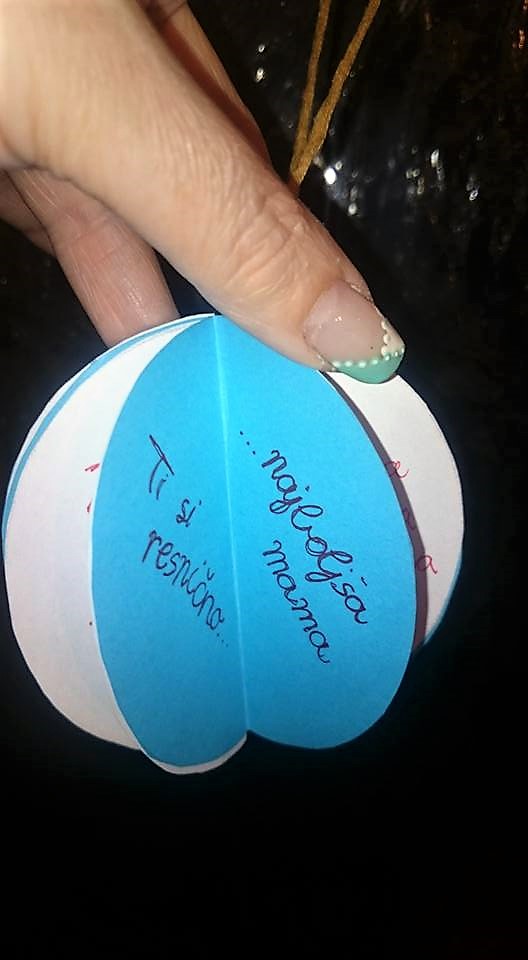 Ti si
resnično...
...najboljša
mama